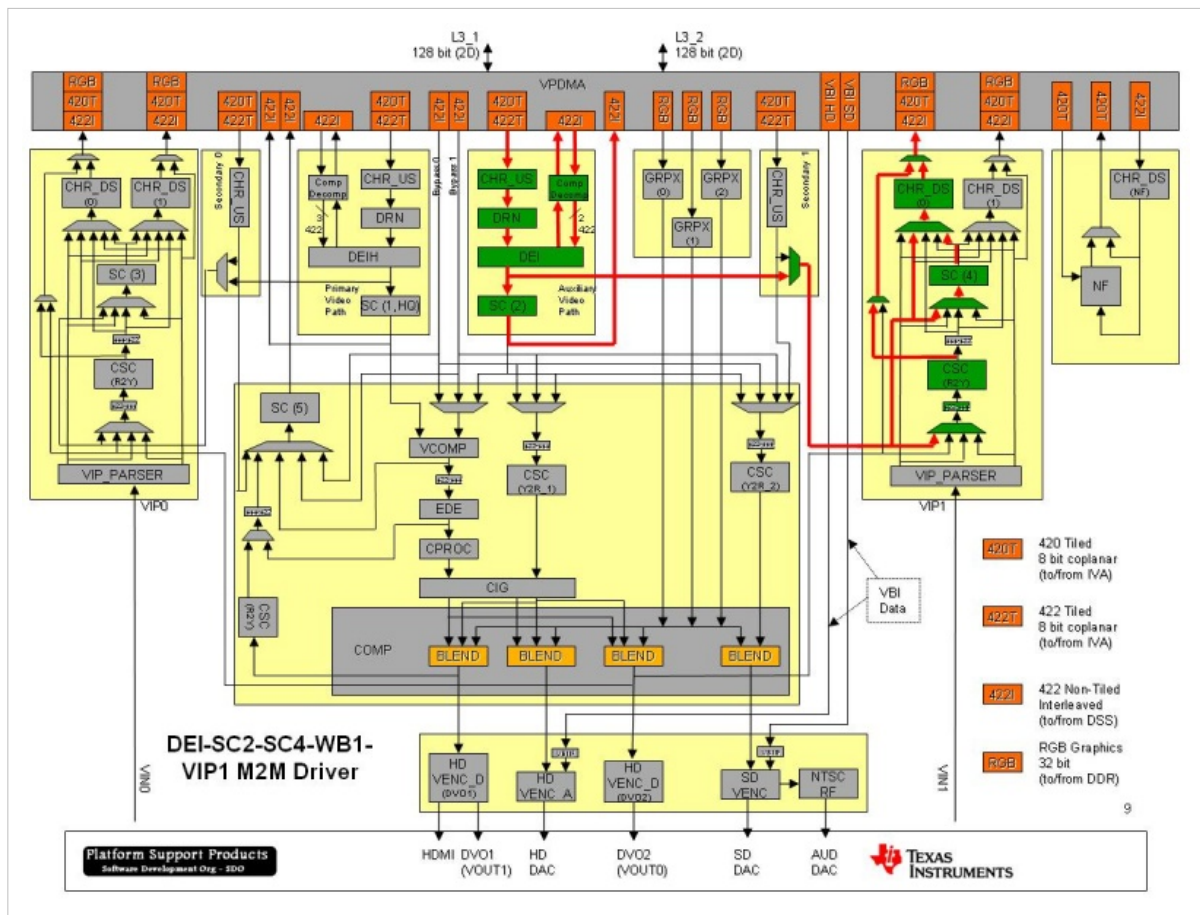 L3_1
128 bit (2D)
L3_2
128 bit (2D)
VPDMA
RGB
420T
422I
RGB
420T
422I
420T
422T
422I
422I
422I
420T
422T
422I
422I
420T
422T
422I
422I
RGB
RGB
RGB
420T
422T
VBI HD
VBI SD
RGB
420T
422I
RGB
420T
422I
420T
420T
422I
CHR_DS
(0)
CHR_DS
(1)
SC (3)
CSC
(R2Y)
VIP_PARSER
VIP0
Secondary 0
CHR_US
Comp
Decomp
3
422
CHR_US
DRN
DEIH
Primary
Video
Path
SC (1,HQ)
Bypass0
Bypass 1
CHR_US
DRN
DEI
SC (2)
Comp
Decomp
2
422
Auxiliary
Video
Path
GRPX
(0)
GRPX
(1)
GRPX
(2)
Secondary 1
CHR_US
CHR_DS
(0)
CHR_DS
(1)
SC (4)
CSC
(R2Y)
VIP_PARSER
VIP1
CHR_DS
(NF)
NF
SC (5)
VCOMP
EDE
CPROC
CIG
CSC
(Y2R_1)
CSC
(Y2R_2)
CSC
(R2Y)
COMP
BLEND
BLEND
BLEND
BLEND
VBI
Data
420T
420 Tiled
8 bit coplanar
(to/from IVA)
422T
422 Tiled
8 bit coplanar
(to/from IVA)
422I
422 Non-Tiled
Interleaved
(to/from DSS)
RGB
RGB Graphics
32 bit
(to/from DDR)
DEI-SC2-SC4-WB1-
VIP1 M2M Driver
HD
VENC_D
(DVO1)
HD
VENC_A
HD
VENC_D
(DVO2)
SD
VENC
NTSC
RF
VIN0
VIN1
9
HDMI
DVO1
(VOUT1)
HD
DAC
DVO2
(VOUT0)
SD
DAC
AUD
DAC
Platform Support Products
Software Development Org - SDO
TEXAS
INSTRUMENTS